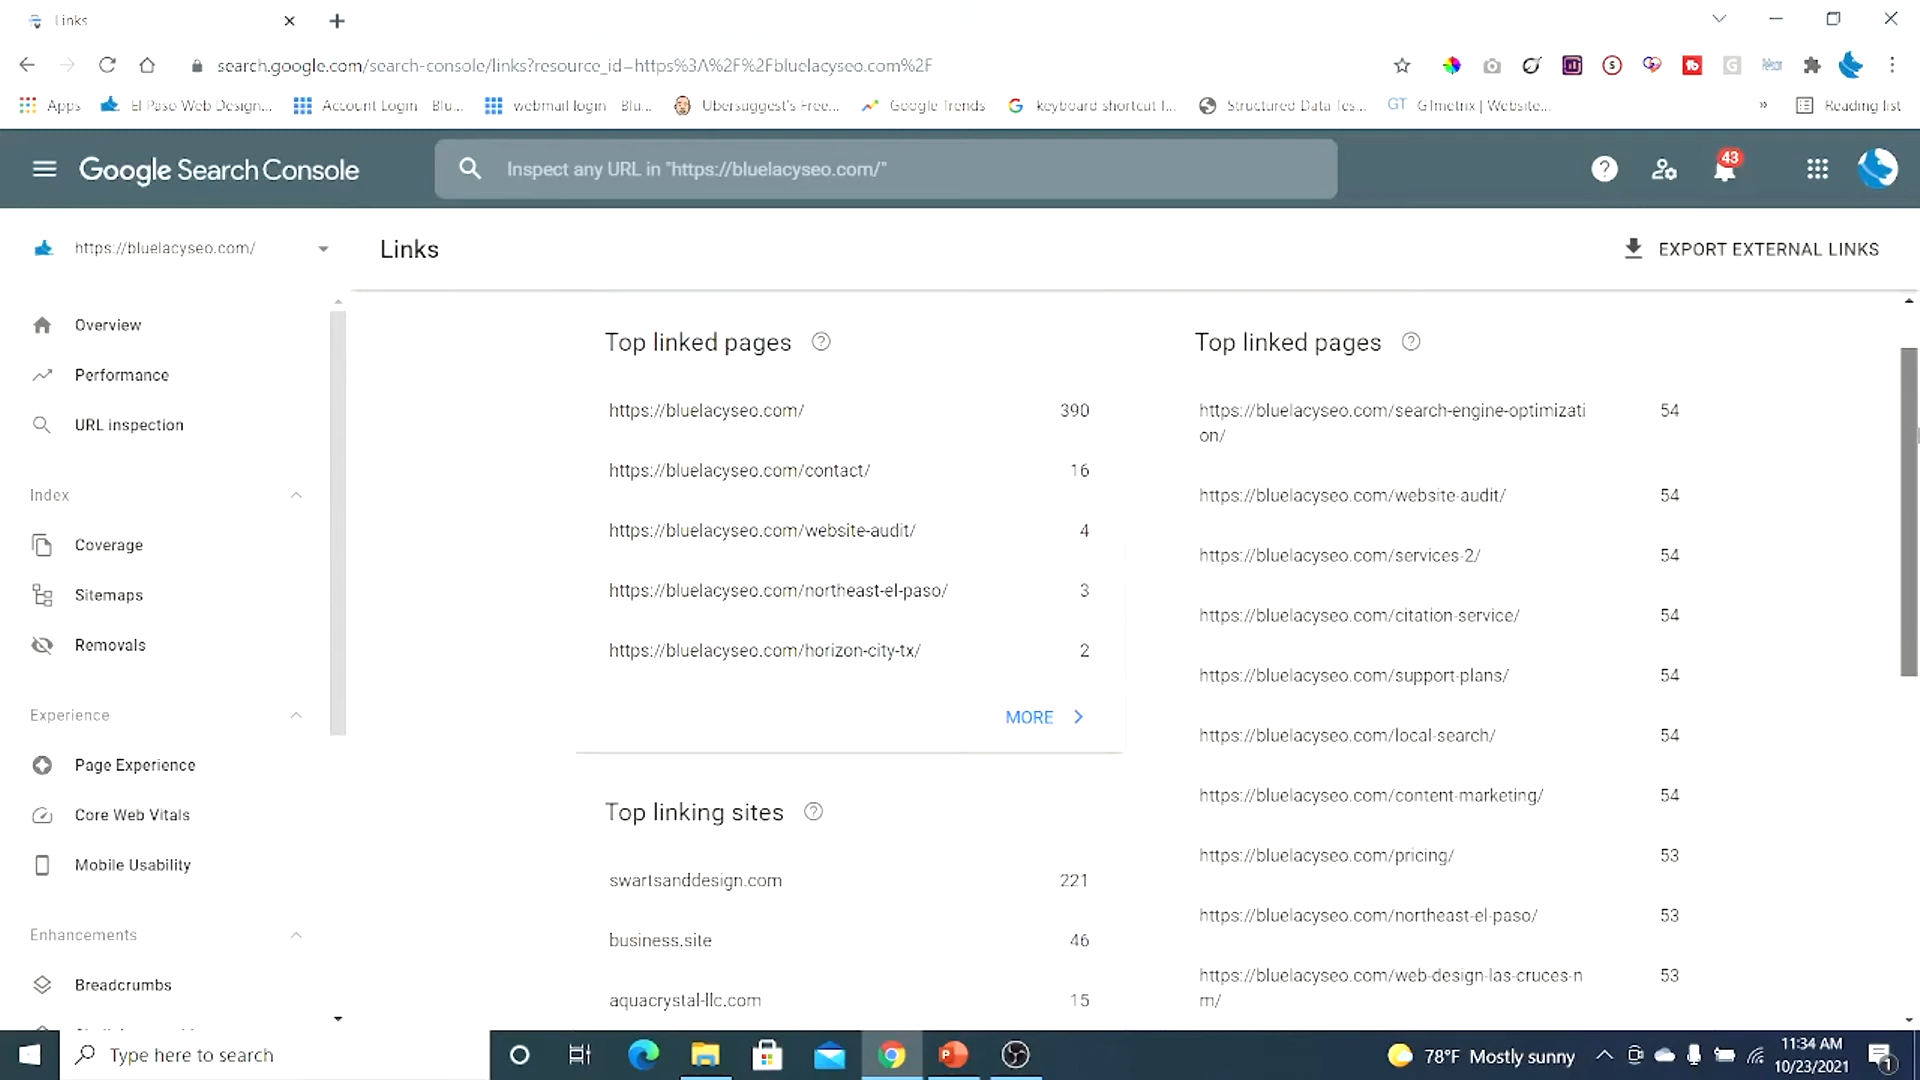 Links
search.google.com/search-console/links?resource_id=https%3A%2F%2Fbluelacyseo.com%2F
Apps
El Paso Web Design...
Account Login Blu...
webmail login Blu...
Ubersuggest's Free...
Google Trends
keyboard shortcut f...
Structured Data Tes...
GT
GTmetrix | Website...
»
Reading list
Google Search Console
Inspect any URL in "https://bluelacyseo.com/"
43
https://bluelacyseo.com/
Links
EXPORT EXTERNAL LINKS
Overview
Performance
URL inspection
Index
Coverage
Sitemaps
Removals
Experience
Page Experience
Core Web Vitals
Mobile Usability
Enhancements
Breadcrumbs
Top linked pages
https://bluelacyseo.com/ 390
https://bluelacyseo.com/contact/ 16
https://bluelacyseo.com/website-audit/ 4
https://bluelacyseo.com/northeast-el-paso/ 3
https://bluelacyseo.com/horizon-city-tx/ 2
MORE
Top linking sites
swartsanddesign.com 221
business.site 46
aquacrystal-llc.com 15
Top linked pages
https://bluelacyseo.com/search-engine-optimizati 54
on/
https://bluelacyseo.com/website-audit/ 54
https://bluelacyseo.com/services-2/ 54
https://bluelacyseo.com/citation-service/ 54
https://bluelacyseo.com/support-plans/ 54
https://bluelacyseo.com/local-search/ 54
https://bluelacyseo.com/content-marketing/ 54
https://bluelacyseo.com/pricing/ 53
https://bluelacyseo.com/northeast-el-paso/ 53
https://bluelacyseo.com/web-design-las-cruces-n 53
m/
Type here to search
78°F Mostly sunny
11:34 AM
10/23/2021
1